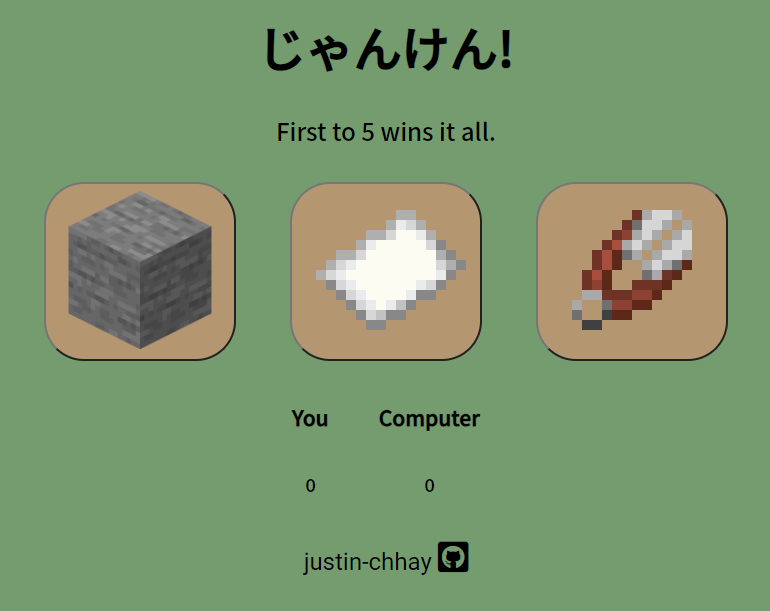 じゃんけん!
First to 5 wins it all.
You Computer
0 0
justin-chhay